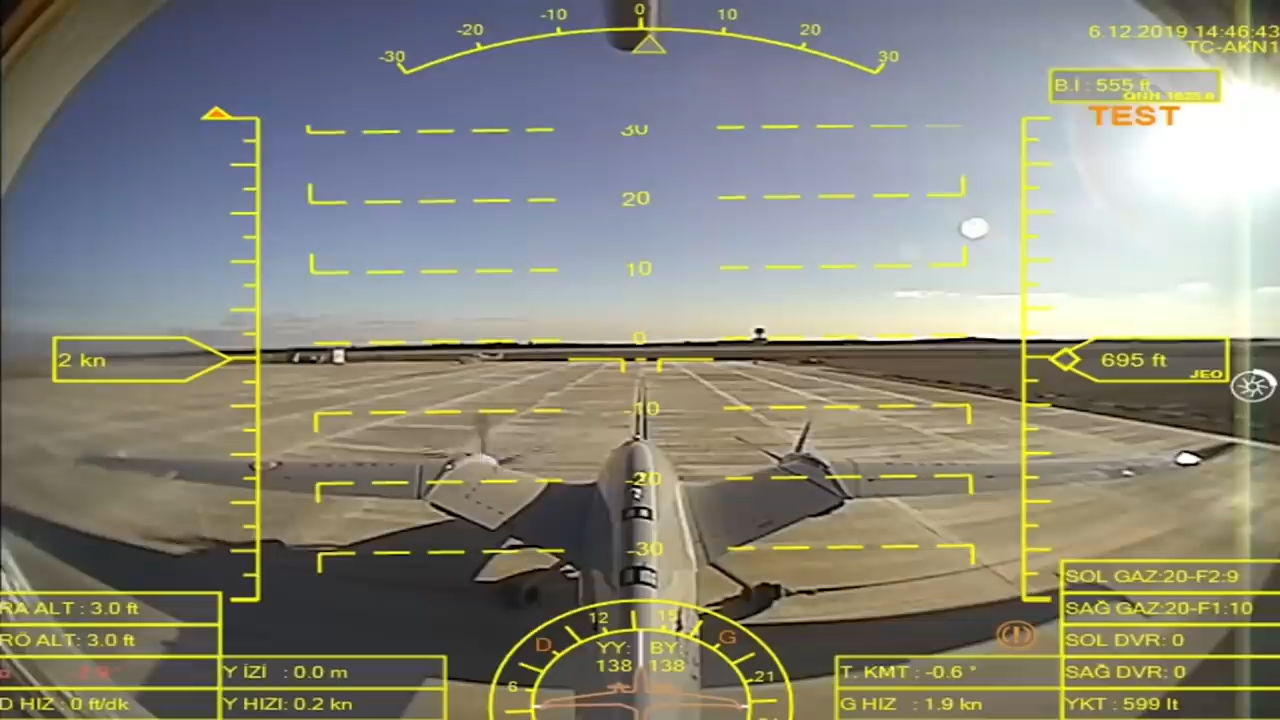 -30 -20 -10 0 10 20 30
6.12.2019 14:46:43
TC-AKN1
B.İ : 555 ft
TEST
30
20
10
0
2 kn
695 ft
JEO
-10
-20
-30
RA ALT : 3.0 ft
RÖ ALT: 3.0 ft
D HIZ : 0 ft/dk
Y İZİ : 0.0 m
Y HIZI: 0.2 kn
6 D 12 15 G 21
YY: BY:
138 138
T. KMT : -0.6 °
G HIZ : 1.9 kn
SOL GAZ:20-F2:9
SAĞ GAZ:20-F1:10
SOL DVR: 0
SAĞ DVR: 0
YKT : 599 lt